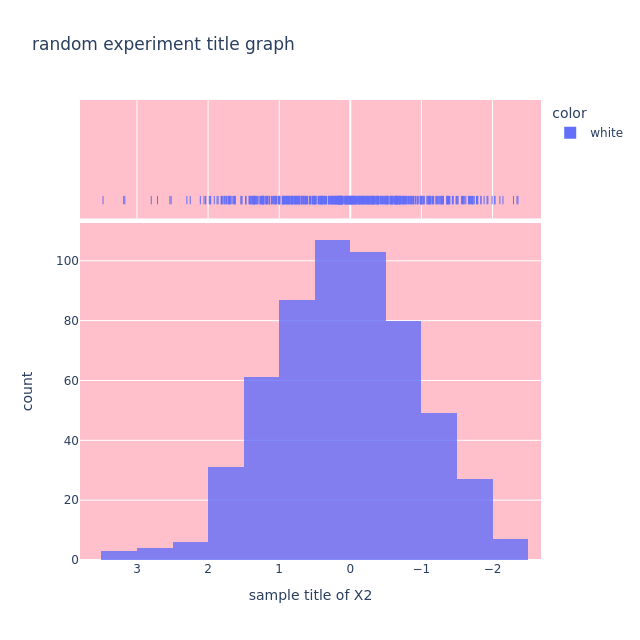 random experiment title graph
color
white
100
80
60
40
20
0
count
3 2 1 0 −1 −2
sample title of X2